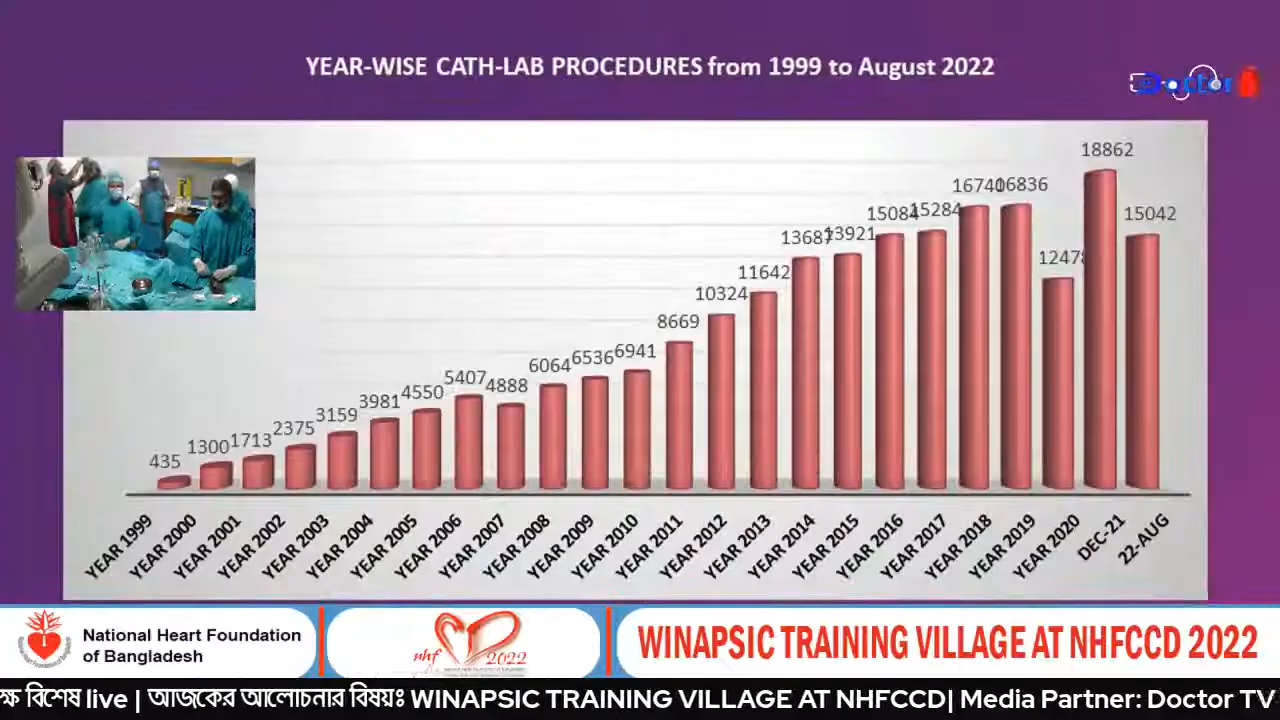 YEAR-WISE CATH-LAB PROCEDURES from 1999 to August 2022
Doctor
435
1300
1713
2375
3159
3981
4550
5407
4888
6064
6536
6941
8669
10324
11642
13687
13921
15084
15284
16740
16836
12478
18862
15042
YEAR 1999
YEAR 2000
YEAR 2001
YEAR 2002
YEAR 2003
YEAR 2004
YEAR 2005
YEAR 2006
YEAR 2007
YEAR 2008
YEAR 2009
YEAR 2010
YEAR 2011
YEAR 2012
YEAR 2013
YEAR 2014
YEAR 2015
YEAR 2016
YEAR 2017
YEAR 2018
YEAR 2019
YEAR 2020
DEC-21
22-AUG
National Heart Foundation
of Bangladesh
nhf 2022
WINAPSIC TRAINING VILLAGE AT NHFCCD 2022
ক্ষ বিশেষ live | আজকের আলোচনার বিষয়ঃ WINAPSIC TRAINING VILLAGE AT NHFCCD| Media Partner: Doctor TV